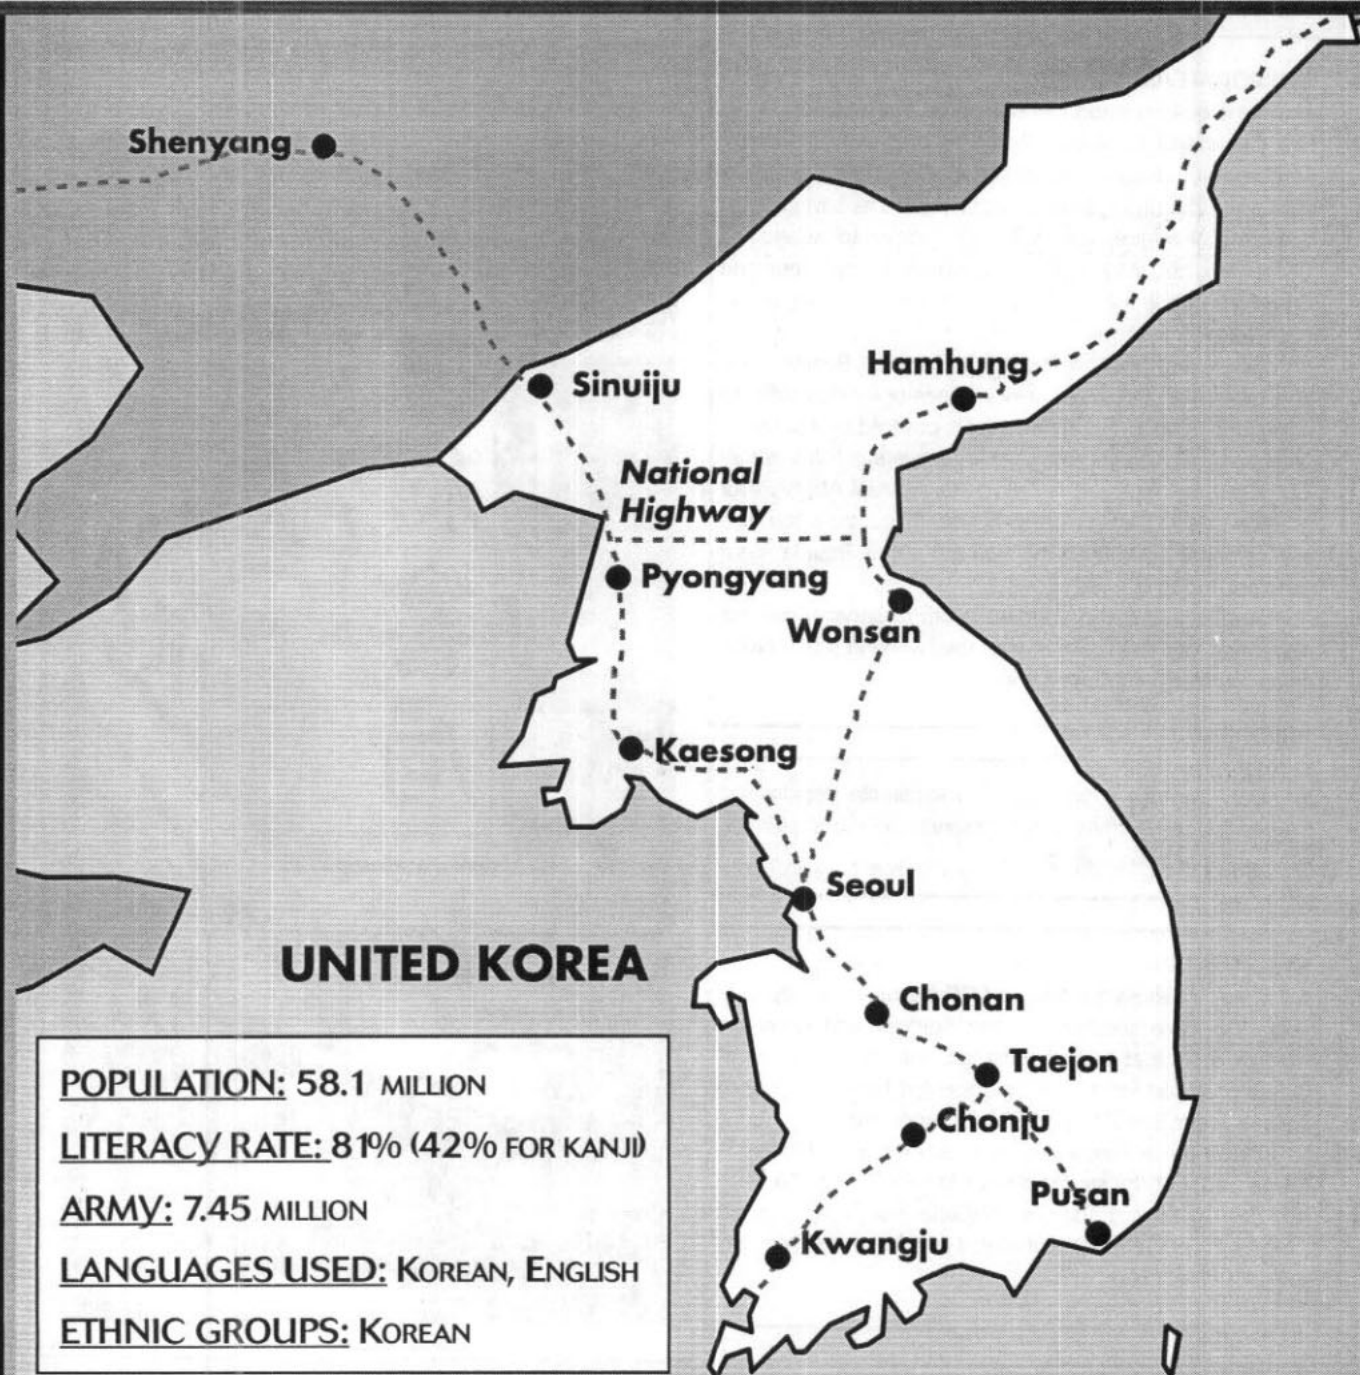 Shenyang
Sinuiju
Hamhung
National
Highway
Pyongyang
Wonsan
Kaesong
Seoul
UNITED KOREA
Chonan
Taejon
Chonju
Pusan
Kwangju
POPULATION: 58.1 MILLION
LITERACY RATE: 81% (42% FOR KANJI)
ARMY: 7.45 MILLION
LANGUAGES USED: KOREAN, ENGLISH
ETHNIC GROUPS: KOREAN